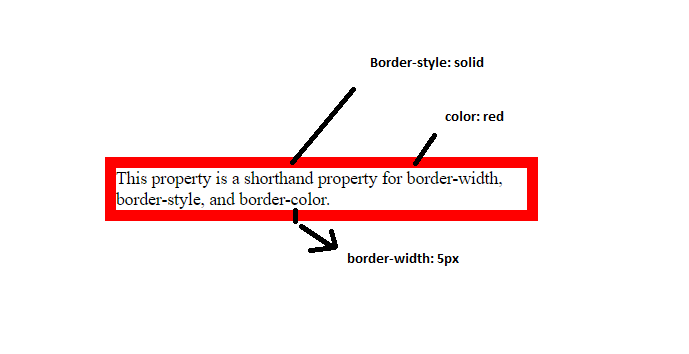 Border-style: solid
color: red
This property is a shorthand property for border-width,
border-style, and border-color.
border-width: 5px